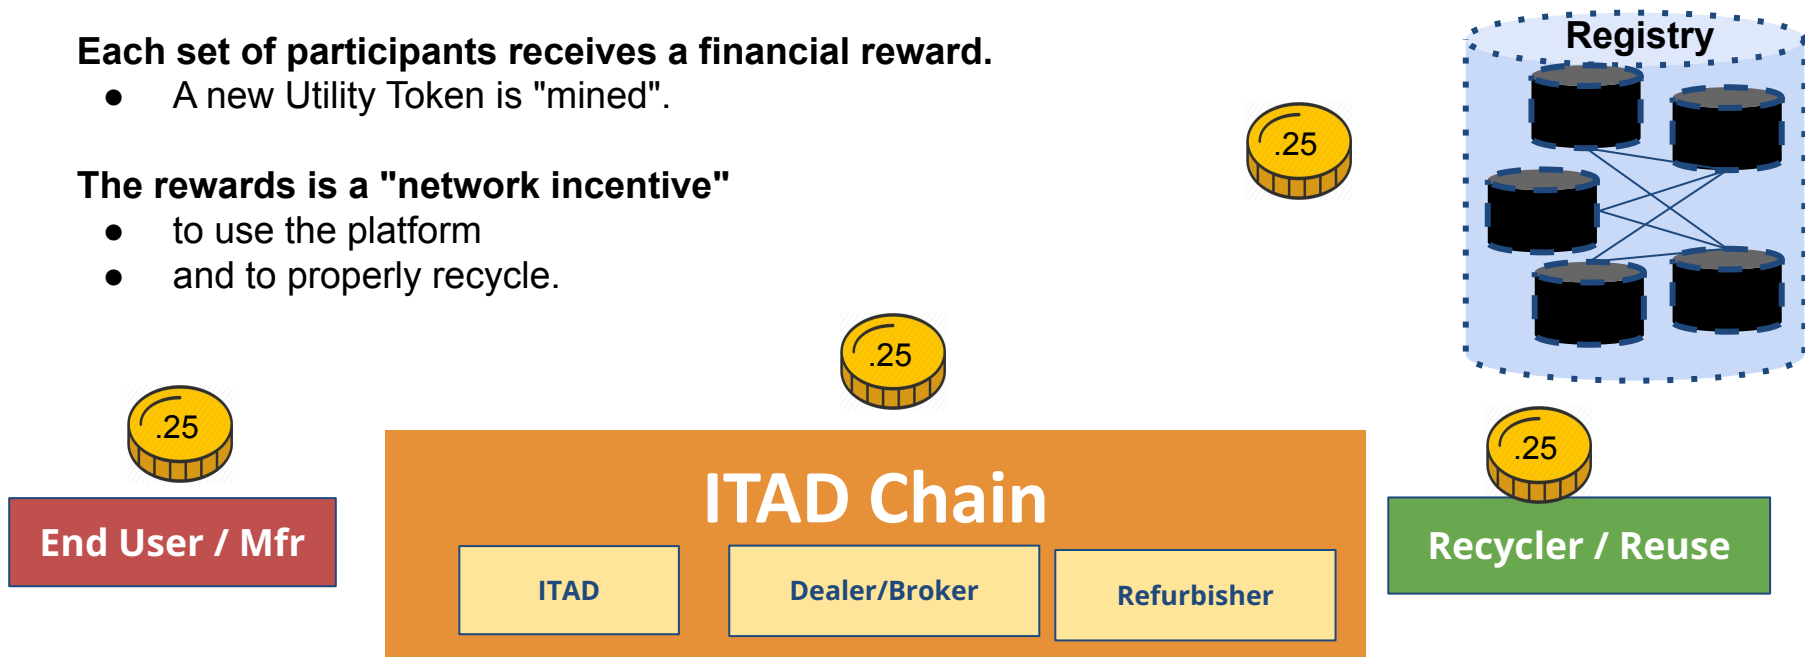 Each set of participants receives a financial reward.
● A new Utility Token is "mined".
The rewards is a "network incentive"
● to use the platform
● and to properly recycle.
Registry
.25
.25
.25
.25
ITAD Chain
End User / Mfr
ITAD
Dealer/Broker
Refurbisher
Recycler / Reuse